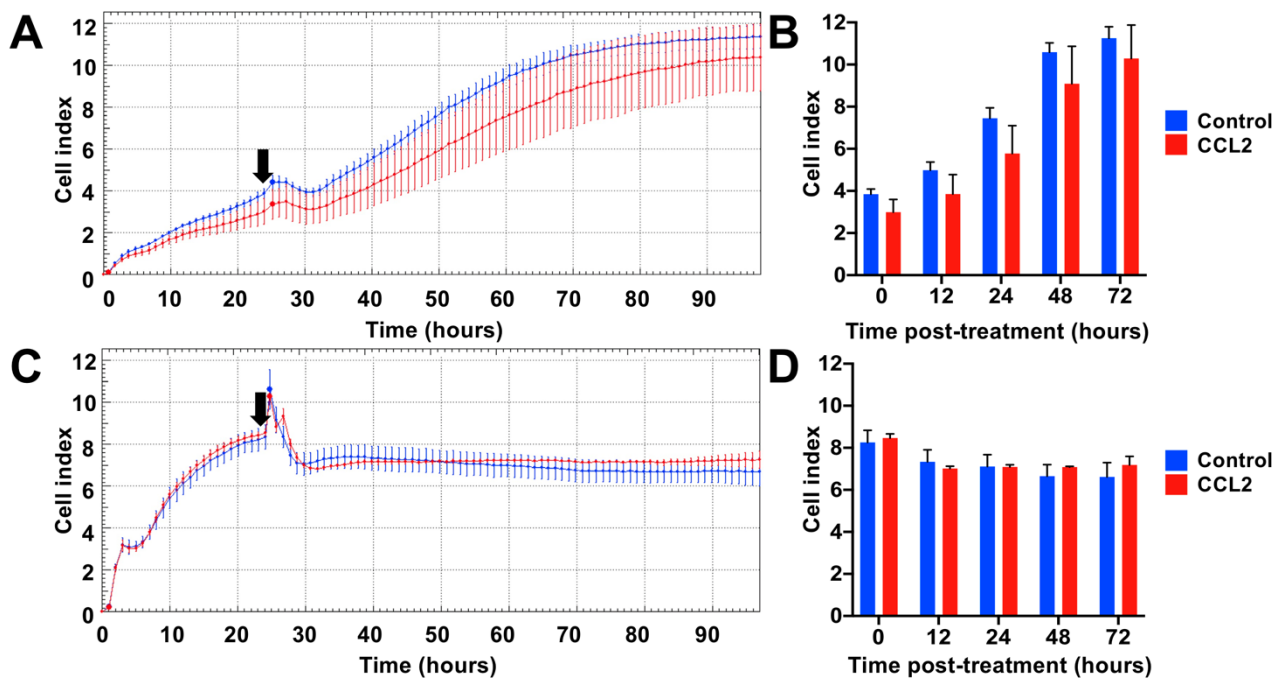 A
Cell index
12
10
8
6
4
2
0
0 10 20 30 40 50 60 70 80 90
Time (hours)
B
Cell index
12
10
8
6
4
2
0
0 12 24 48 72
Time post-treatment (hours)
Control
CCL2
C
Cell index
12
10
8
6
4
2
0
0 10 20 30 40 50 60 70 80 90
Time (hours)
D
Cell index
12
10
8
6
4
2
0
0 12 24 48 72
Time post-treatment (hours)
Control
CCL2